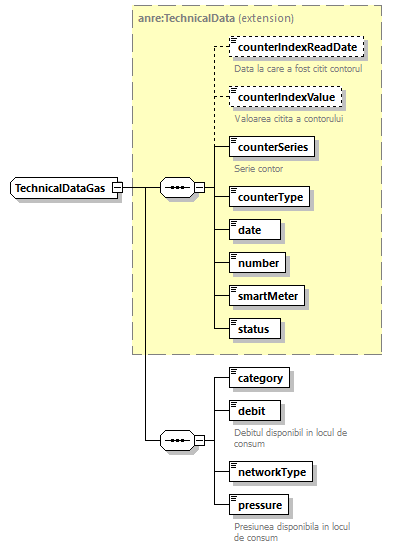 anre:TechnicalData (extension)
counterIndexReadDate
Data la care a fost citit contorul
counterIndexValue
Valoarea citita a contorului
counterSeries
Serie contor
TechnicalDataGas
counterType
date
number
smartMeter
status
category
debit
Debitul disponibil in locul de
consum
networkType
pressure
Presiunea disponibila in locul
de consum